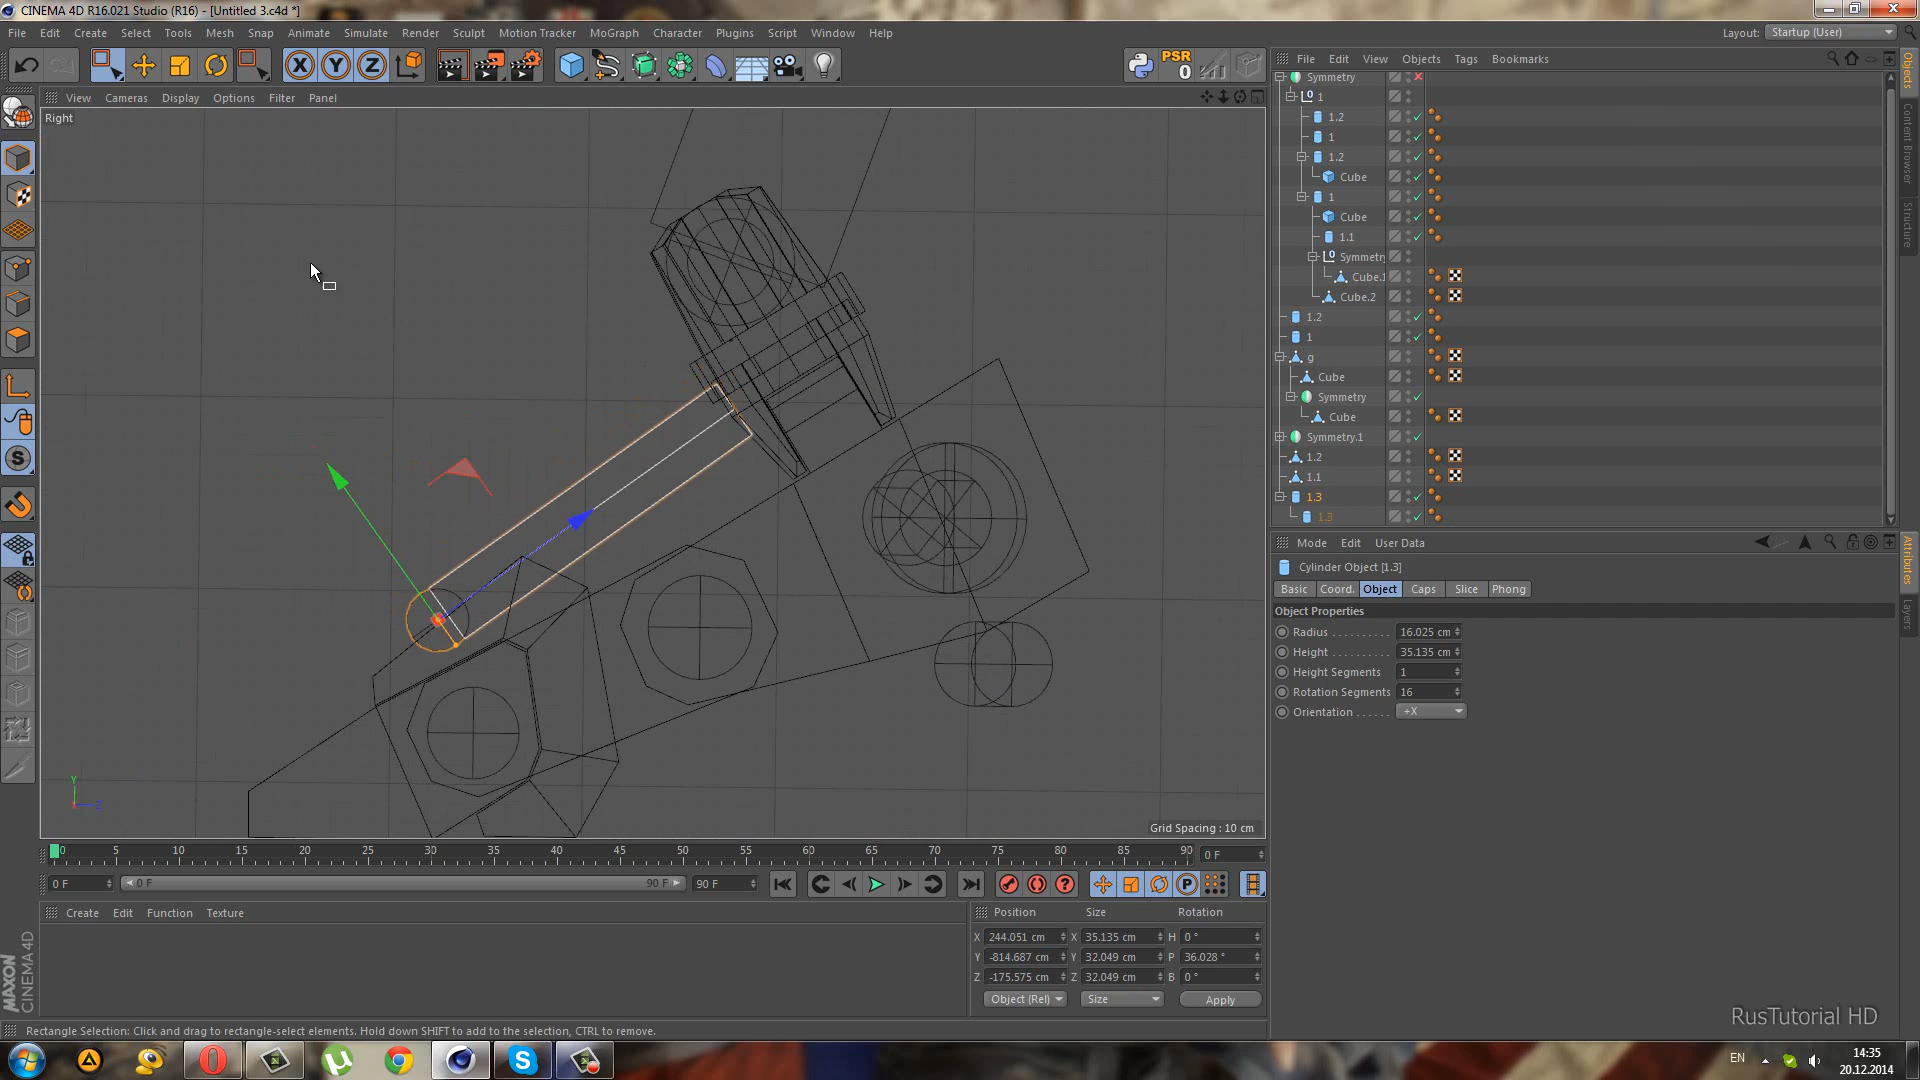 CINEMA 4D R16.021 Studio (R16) - [Untitled 3.c4d *]
File Edit Create Select Tools Mesh Snap Animate Simulate Render Sculpt Motion Tracker MoGraph Character Plugins Script Window Help
Layout: Startup (User)
X Y Z
PSR
0
File Edit View Objects Tags Bookmarks
View Cameras Display Options Filter Panel
Right
Symmetry
1
1.2
1
1.2
Cube
1
Cube
1.1
Symmetry
Cube.1
Cube.2
1.2
1
g
Cube
Symmetry
Cube
Symmetry.1
1.2
1.1
1.3
1.3
Objects
Content Browser
Structure
Attributes
Layers
Mode Edit User Data
Cylinder Object [1.3]
Basic Coord. Object Caps Slice Phong
Object Properties
Radius 16.025 cm
Height 35.135 cm
Height Segments 1
Rotation Segments 16
Orientation +X
Y
Z
Grid Spacing : 10 cm
0 5 10 15 20 25 30 35 40 45 50 55 60 65 70 75 80 85 90
0 F
0 F 0 F 90 F 90 F
Create Edit Function Texture
Position Size Rotation
X 244.051 cm X 35.135 cm H 0 °
Y -814.687 cm Y 32.049 cm P 36.028 °
Z -175.575 cm Z 32.049 cm B 0 °
Object (Rel) Size Apply
MAXON
CINEMA 4D
Rectangle Selection: Click and drag to rectangle-select elements. Hold down SHIFT to add to the selection, CTRL to remove.
RusTutorial HD
EN
14:35
20.12.2014